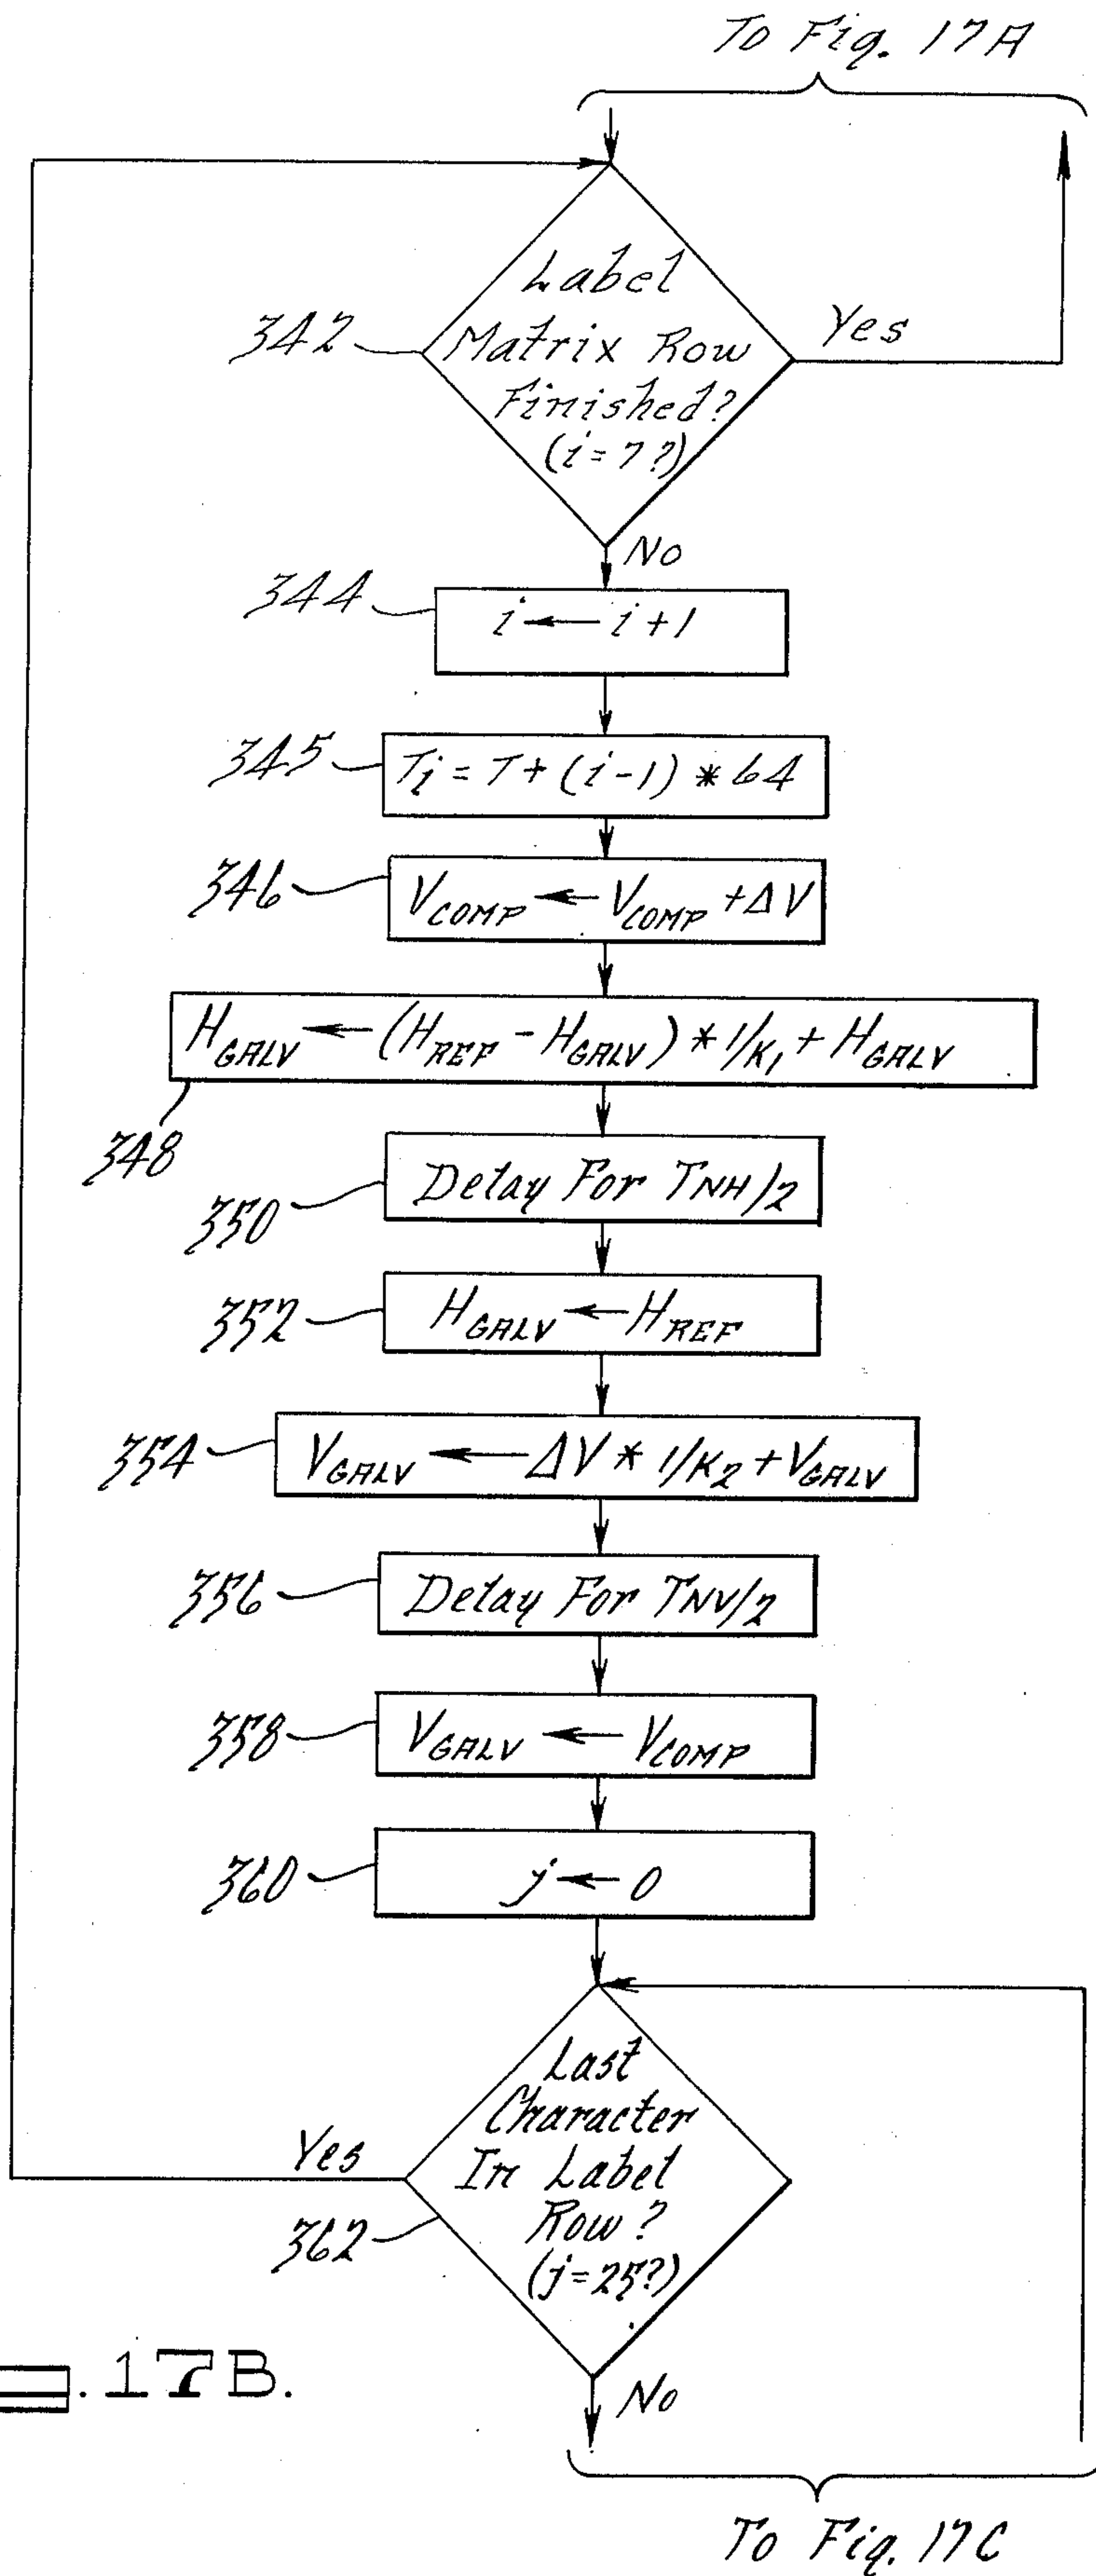 To Fig. 17A
Label
Matrix Row
Finished?
(i=7?)
342
Yes
No
344
i ← i+1
345
Ti = T + (i-1) * 64
346
VCOMP ← VCOMP + ΔV
HGALV ← (HREF - HGALV) * 1/K1 + HGALV
348
350
Delay For TNH/2
352
HGALV ← HREF
354
VGALV ← ΔV * 1/K2 + VGALV
356
Delay For TNV/2
358
VGALV ← VCOMP
360
j ← 0
Last
Character
In Label
Row?
(j=25?)
Yes
362
.17B.
No
To Fig. 17C